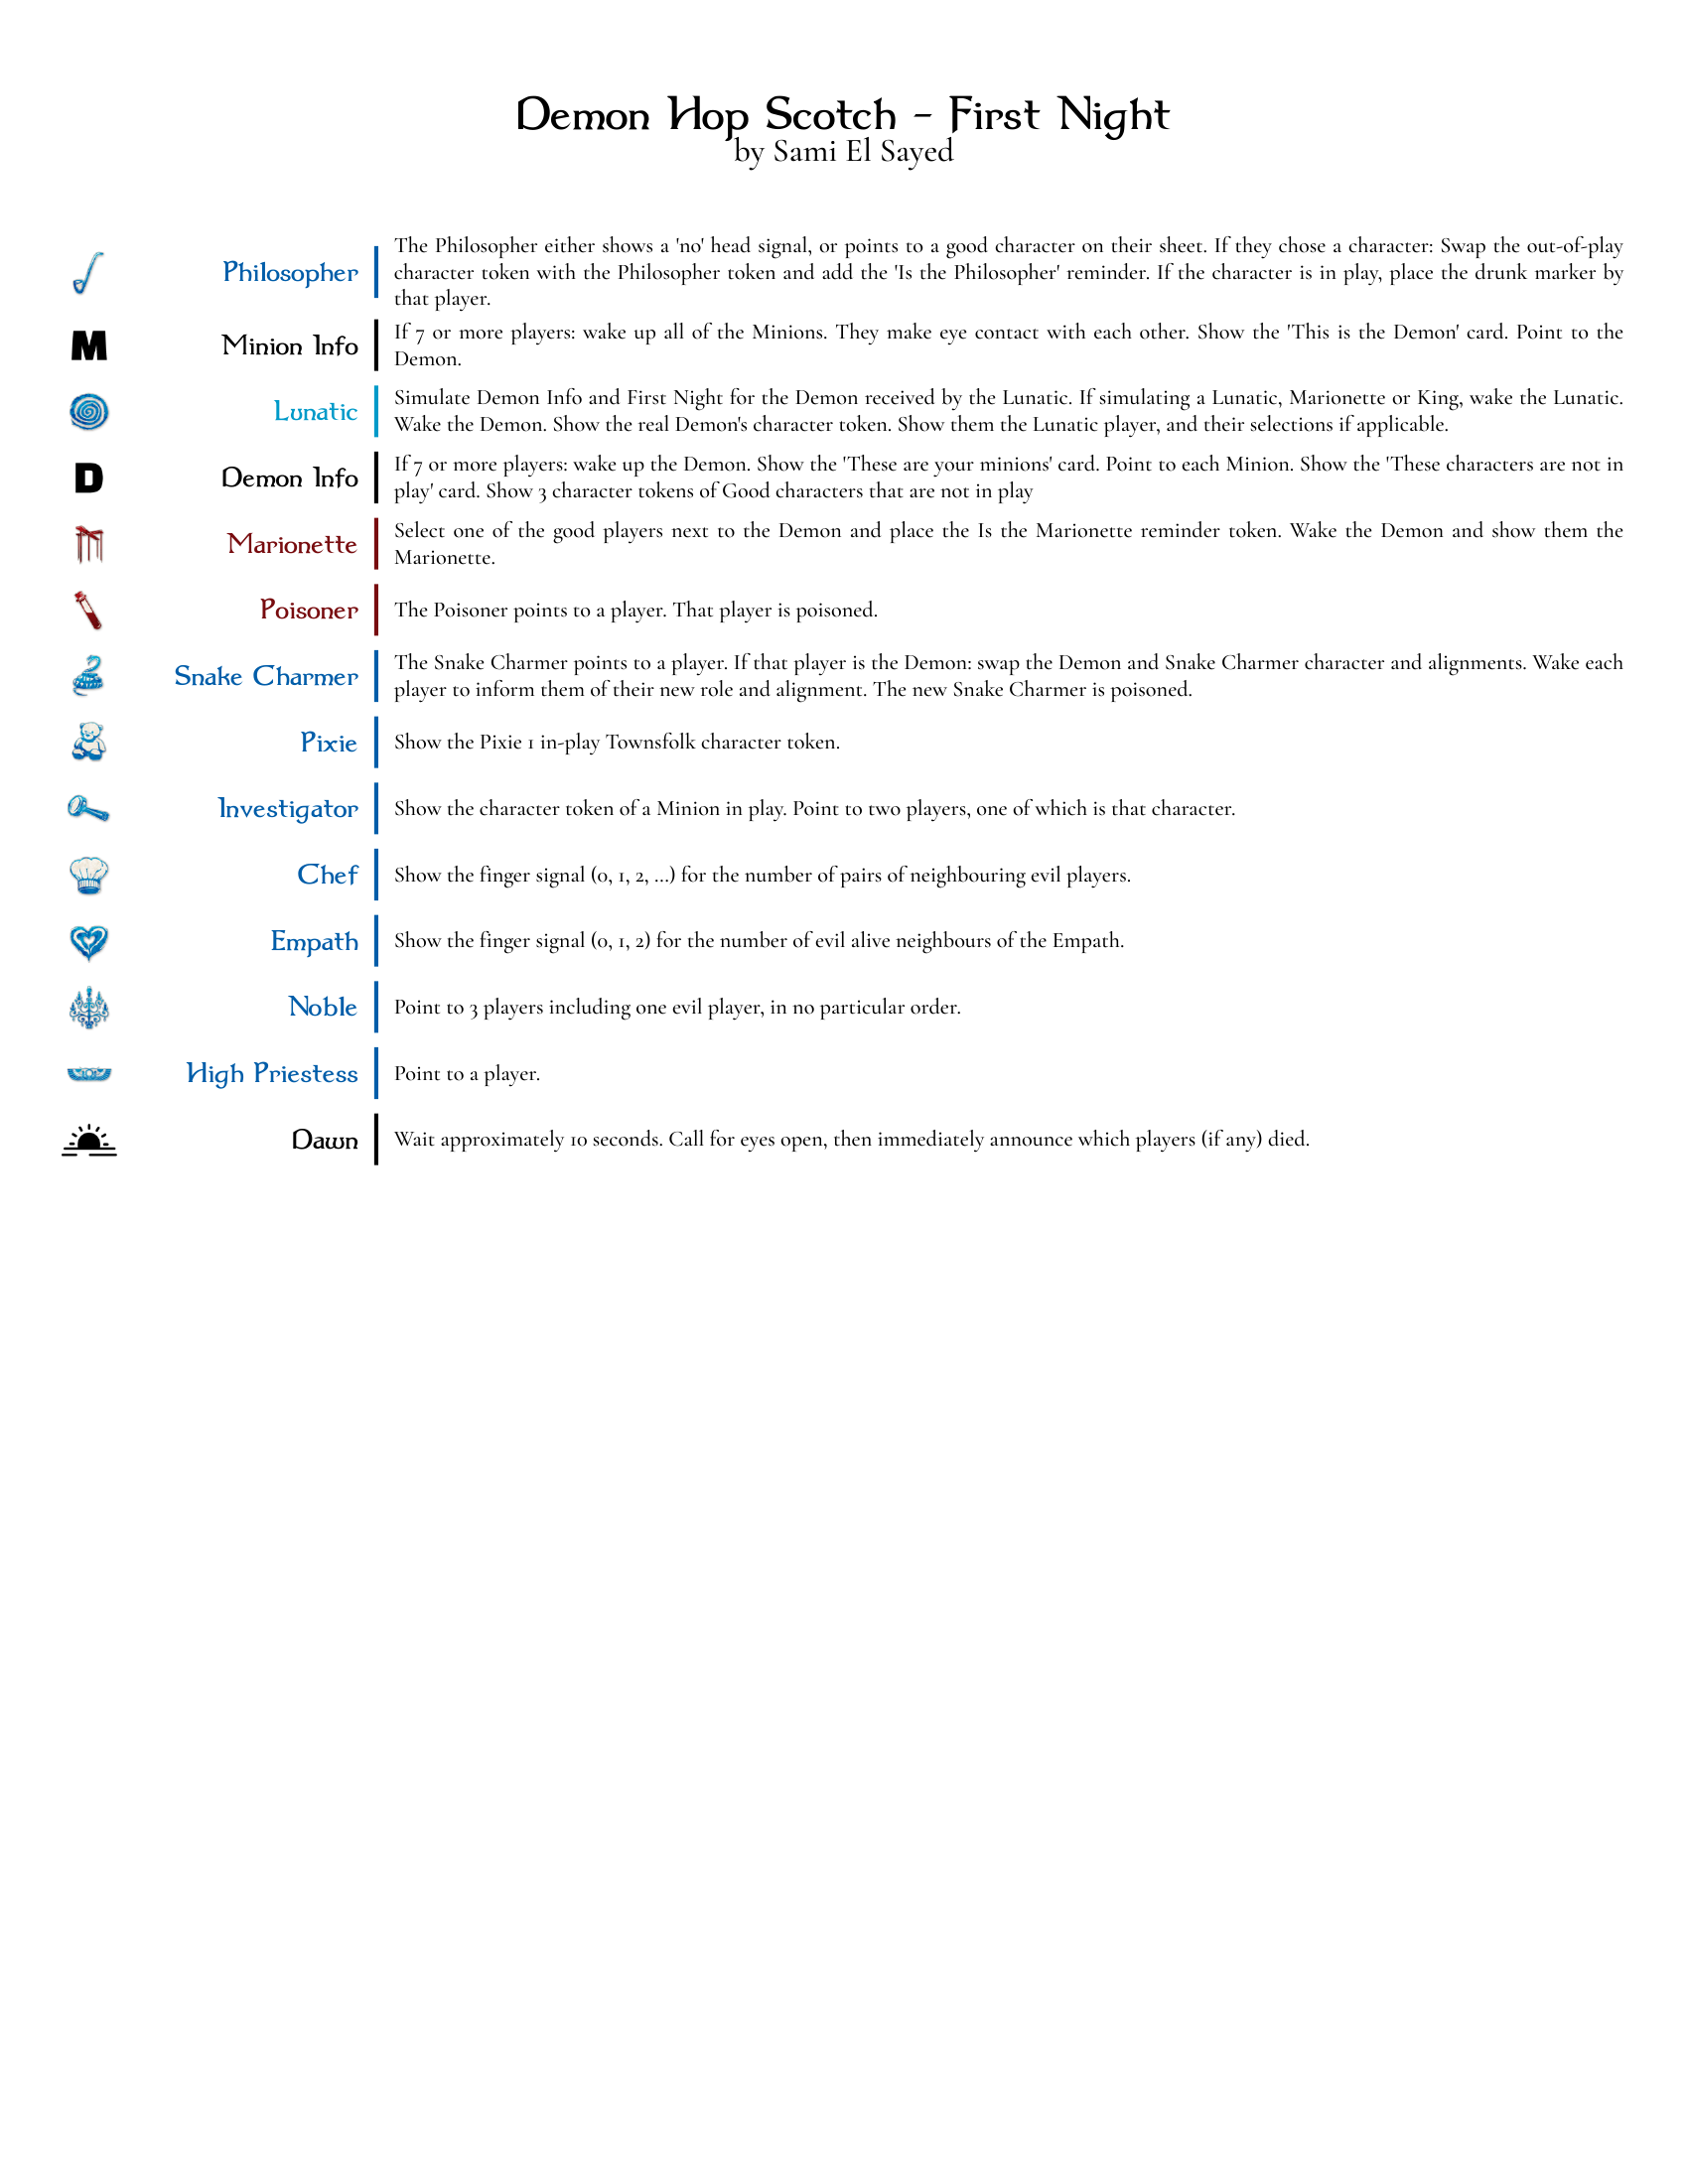 Demon Hop Scotch - First Night
by Sami El Sayed
Philosopher
The Philosopher either shows a 'no' head signal, or points to a good character on their sheet. If they chose a character: Swap the out-of-play
character token with the Philosopher token and add the 'Is the Philosopher' reminder. If the character is in play, place the drunk marker by
that player.
M
Minion Info
If 7 or more players: wake up all of the Minions. They make eye contact with each other. Show the 'This is the Demon' card. Point to the
Demon.
Lunatic
Simulate Demon Info and First Night for the Demon received by the Lunatic. If simulating a Lunatic, Marionette or King, wake the Lunatic.
Wake the Demon. Show the real Demon's character token. Show them the Lunatic player, and their selections if applicable.
D
Demon Info
If 7 or more players: wake up the Demon. Show the 'These are your minions' card. Point to each Minion. Show the 'These characters are not in
play' card. Show 3 character tokens of Good characters that are not in play
Marionette
Select one of the good players next to the Demon and place the Is the Marionette reminder token. Wake the Demon and show them the
Marionette.
Poisoner
The Poisoner points to a player. That player is poisoned.
Snake Charmer
The Snake Charmer points to a player. If that player is the Demon: swap the Demon and Snake Charmer character and alignments. Wake each
player to inform them of their new role and alignment. The new Snake Charmer is poisoned.
Pixie
Show the Pixie 1 in-play Townsfolk character token.
Investigator
Show the character token of a Minion in play. Point to two players, one of which is that character.
Chef
Show the finger signal (0, 1, 2, ...) for the number of pairs of neighbouring evil players.
Empath
Show the finger signal (0, 1, 2) for the number of evil alive neighbours of the Empath.
Noble
Point to 3 players including one evil player, in no particular order.
High Priestess
Point to a player.
Dawn
Wait approximately 10 seconds. Call for eyes open, then immediately announce which players (if any) died.